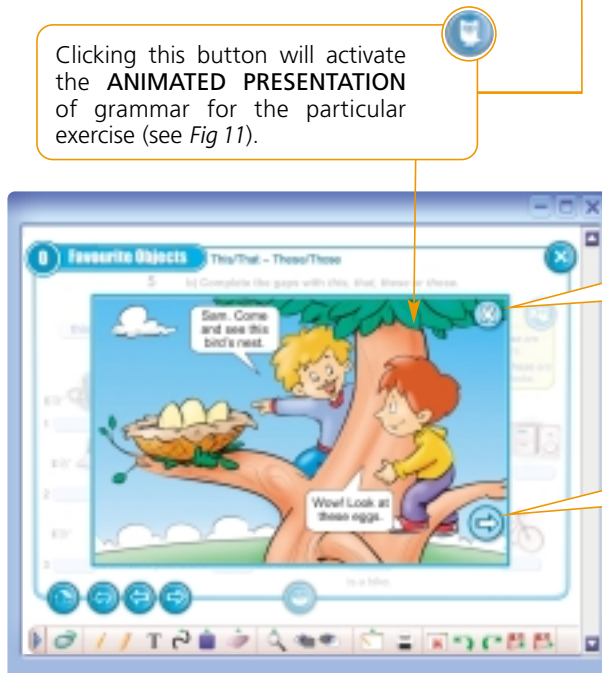 Clicking this button will activate
the ANIMATED PRESENTATION
of grammar for the particular
exercise (see Fig 11).
0 Favourite Objects This/That – These/Those
5 b) Complete the gaps with this, that, these or those.
Sam. Come
and see this
bird's nest.
Wow! Look at
these eggs.
is a bike.
T